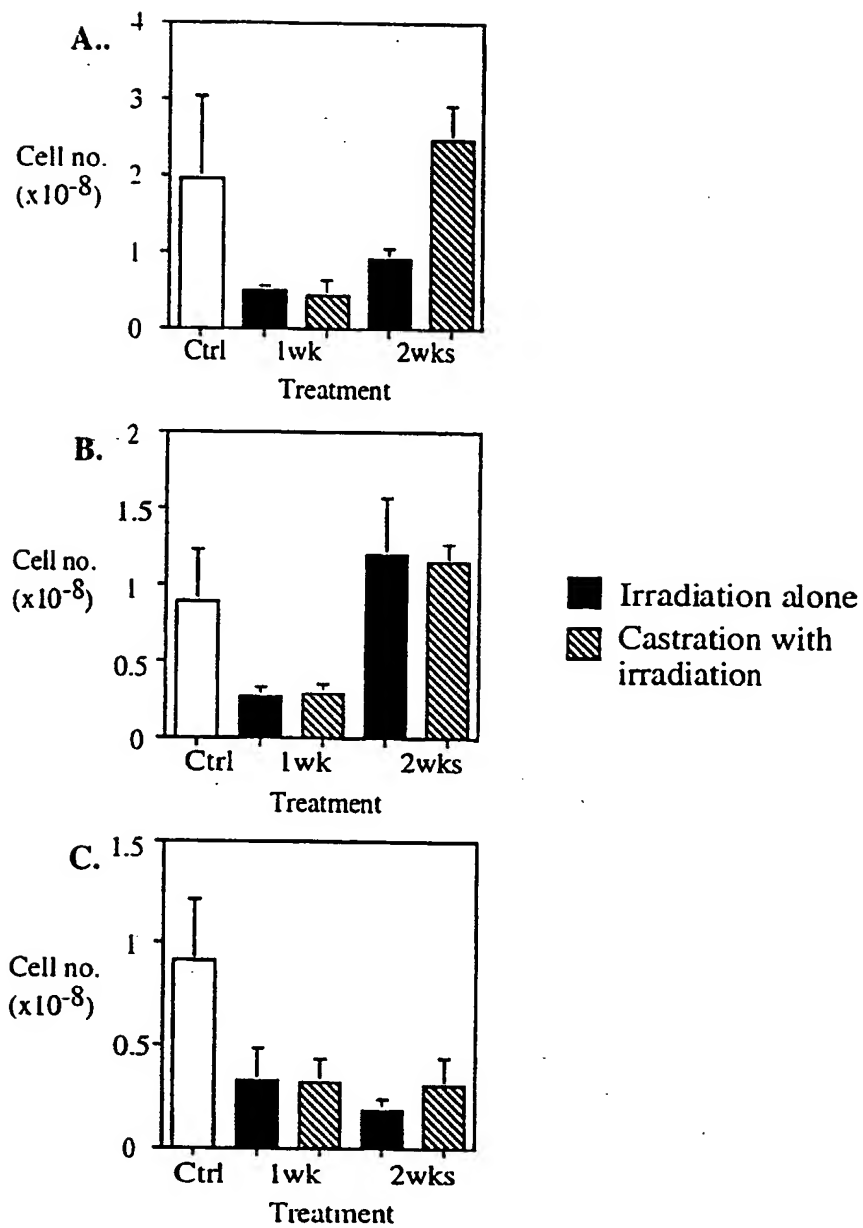 A..
4
3
2
1
0
Cell no.
(x10-8)
Ctrl 1wk 2wks
Treatment
B.
2
1.5
1
0.5
0
Cell no.
(x10-8)
Ctrl 1wk 2wks
Treatment
Irradiation alone
Castration with
irradiation
C.
1.5
1
0.5
0
Cell no.
(x10-8)
Ctrl 1wk 2wks
Treatment